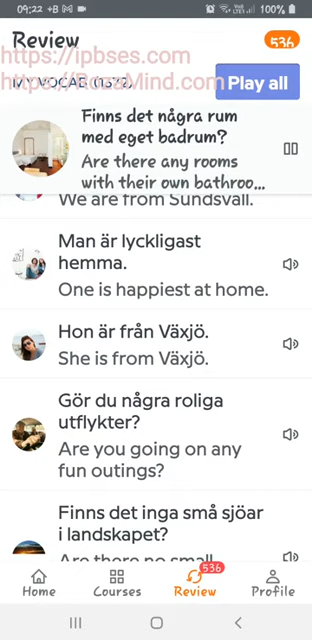 09:22
100%
Review
536
https://ipbses.com
https://RosaMind.com
MY VOCAB
Play all
Finns det några rum
med eget badrum?
Are there any rooms
with their own bathroo...
We are from Sundsvall.
Man är lyckligast
hemma.
One is happiest at home.
Hon är från Växjö.
She is from Växjö.
Gör du några roliga
utflykter?
Are you going on any
fun outings?
Finns det inga små sjöar
i landskapet?
Are there no small
536
Home
Courses
Review
Profile